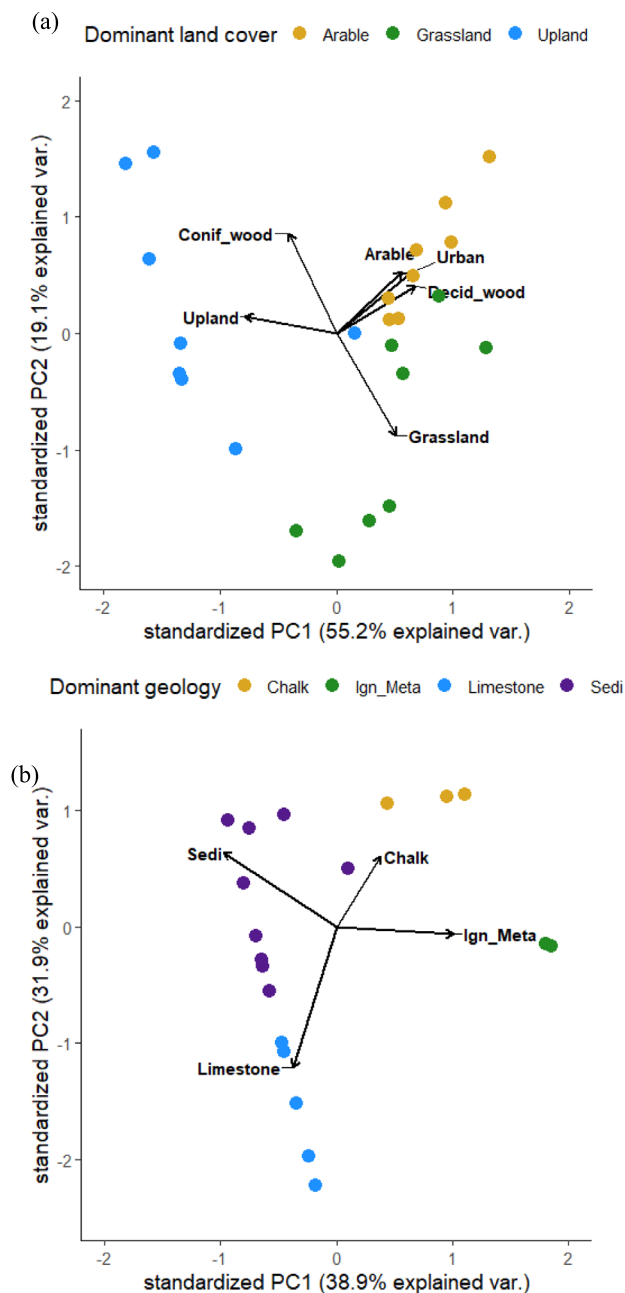 (a)
Dominant land cover Arable Grassland Upland
2
1
0
-1
-2
standardized PC2 (19.1% explained var.)
Conif_wood
Arable
Urban
Decid_wood
Upland
Grassland
-2 -1 0 1 2
standardized PC1 (55.2% explained var.)
Dominant geology Chalk Ign_Meta Limestone Sedi
(b)
1
0
-1
-2
standardized PC2 (31.9% explained var.)
Sedi
Chalk
Ign_Meta
Limestone
-2 -1 0 1 2
standardized PC1 (38.9% explained var.)